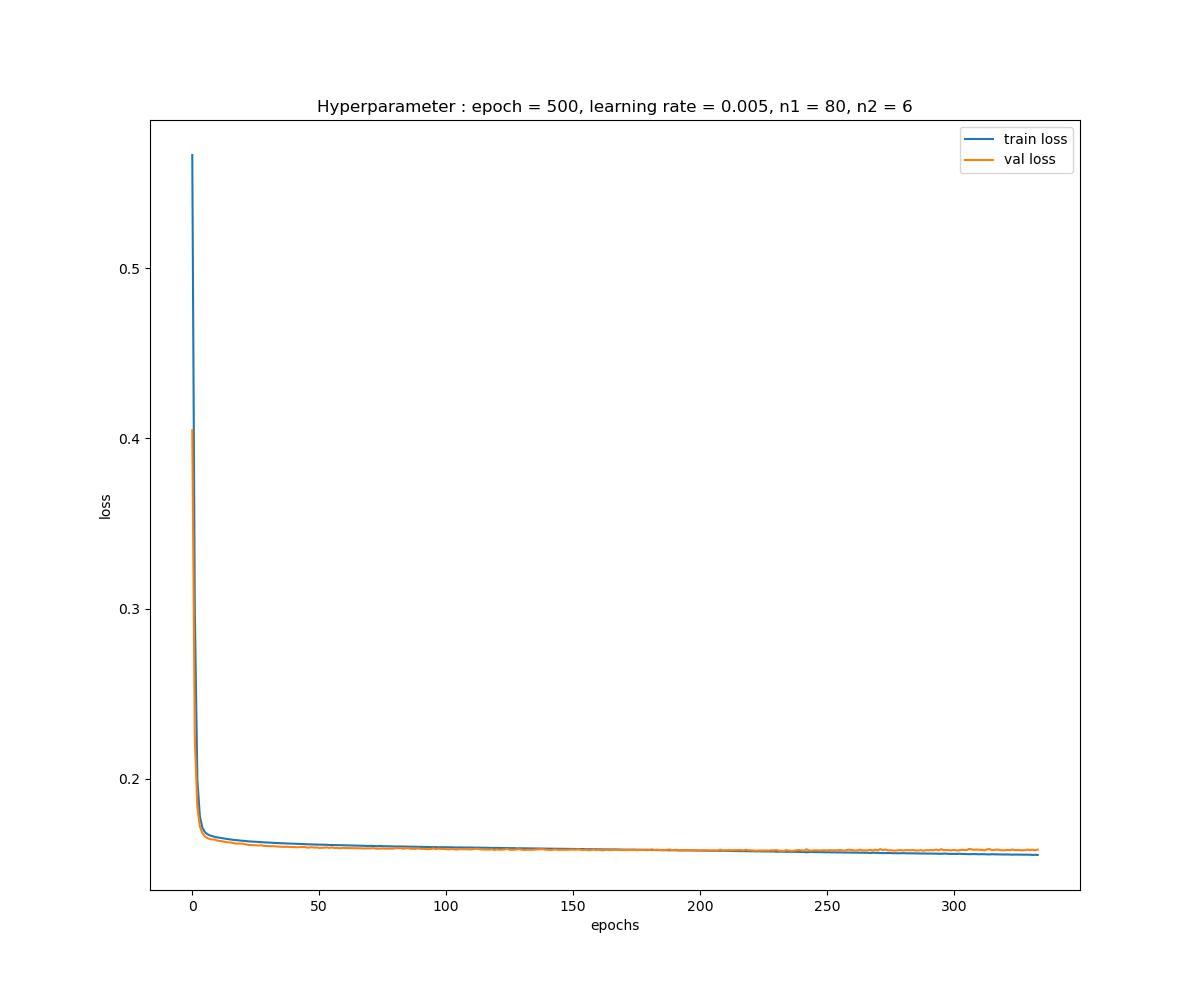 Hyperparameter : epoch = 500, learning rate = 0.005, n1 = 80, n2 = 6
train loss
val loss
0.5
0.4
0.3
0.2
loss
0
50
100
150
200
250
300
epochs